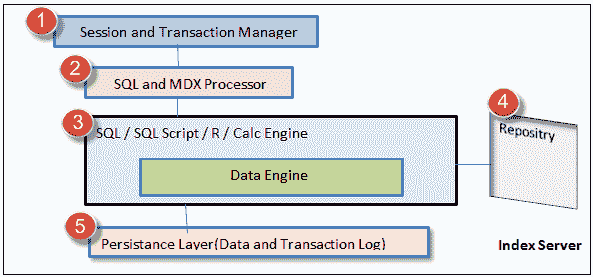 1
Session and Transaction Manager
2
SQL and MDX Processor
3
SQL / SQL Script / R / Calc Engine
Data Engine
4
Repositry
5
Persistance Layer(Data and Transaction Log)
Index Server